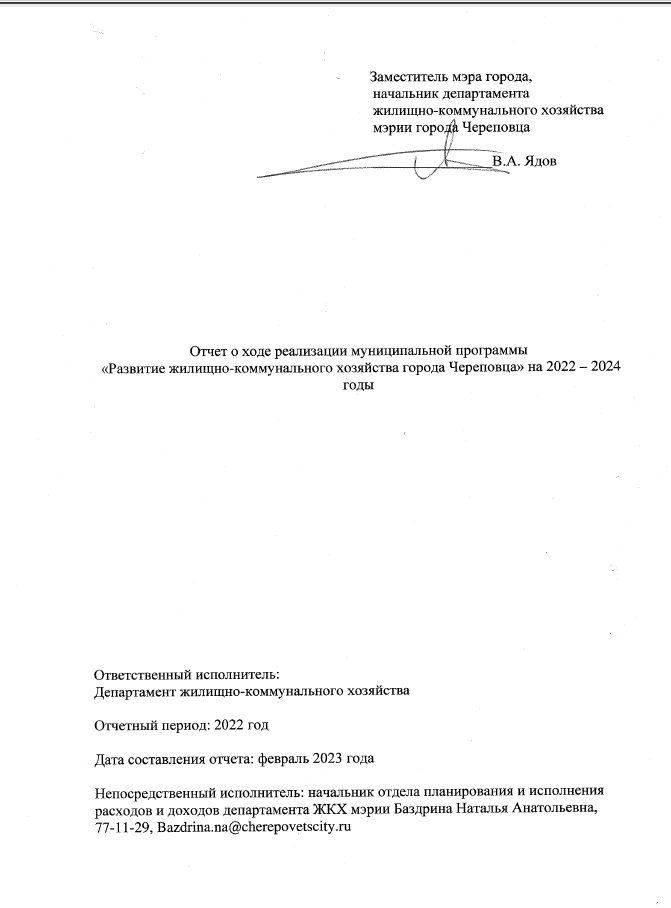 Заместитель мэра города,
начальник департамента
жилищно-коммунального хозяйства
мэрии города Череповца
В.А. Ядов
Отчет о ходе реализации муниципальной программы
«Развитие жилищно-коммунального хозяйства города Череповца» на 2022 – 2024
годы
Ответственный исполнитель:
Департамент жилищно-коммунального хозяйства
Отчетный период: 2022 год
Дата составления отчета: февраль 2023 года
Непосредственный исполнитель: начальник отдела планирования и исполнения
расходов и доходов департамента ЖКХ мэрии Баздрина Наталья Анатольевна,
77-11-29, Bazdrina.na@cherepovetscity.ru